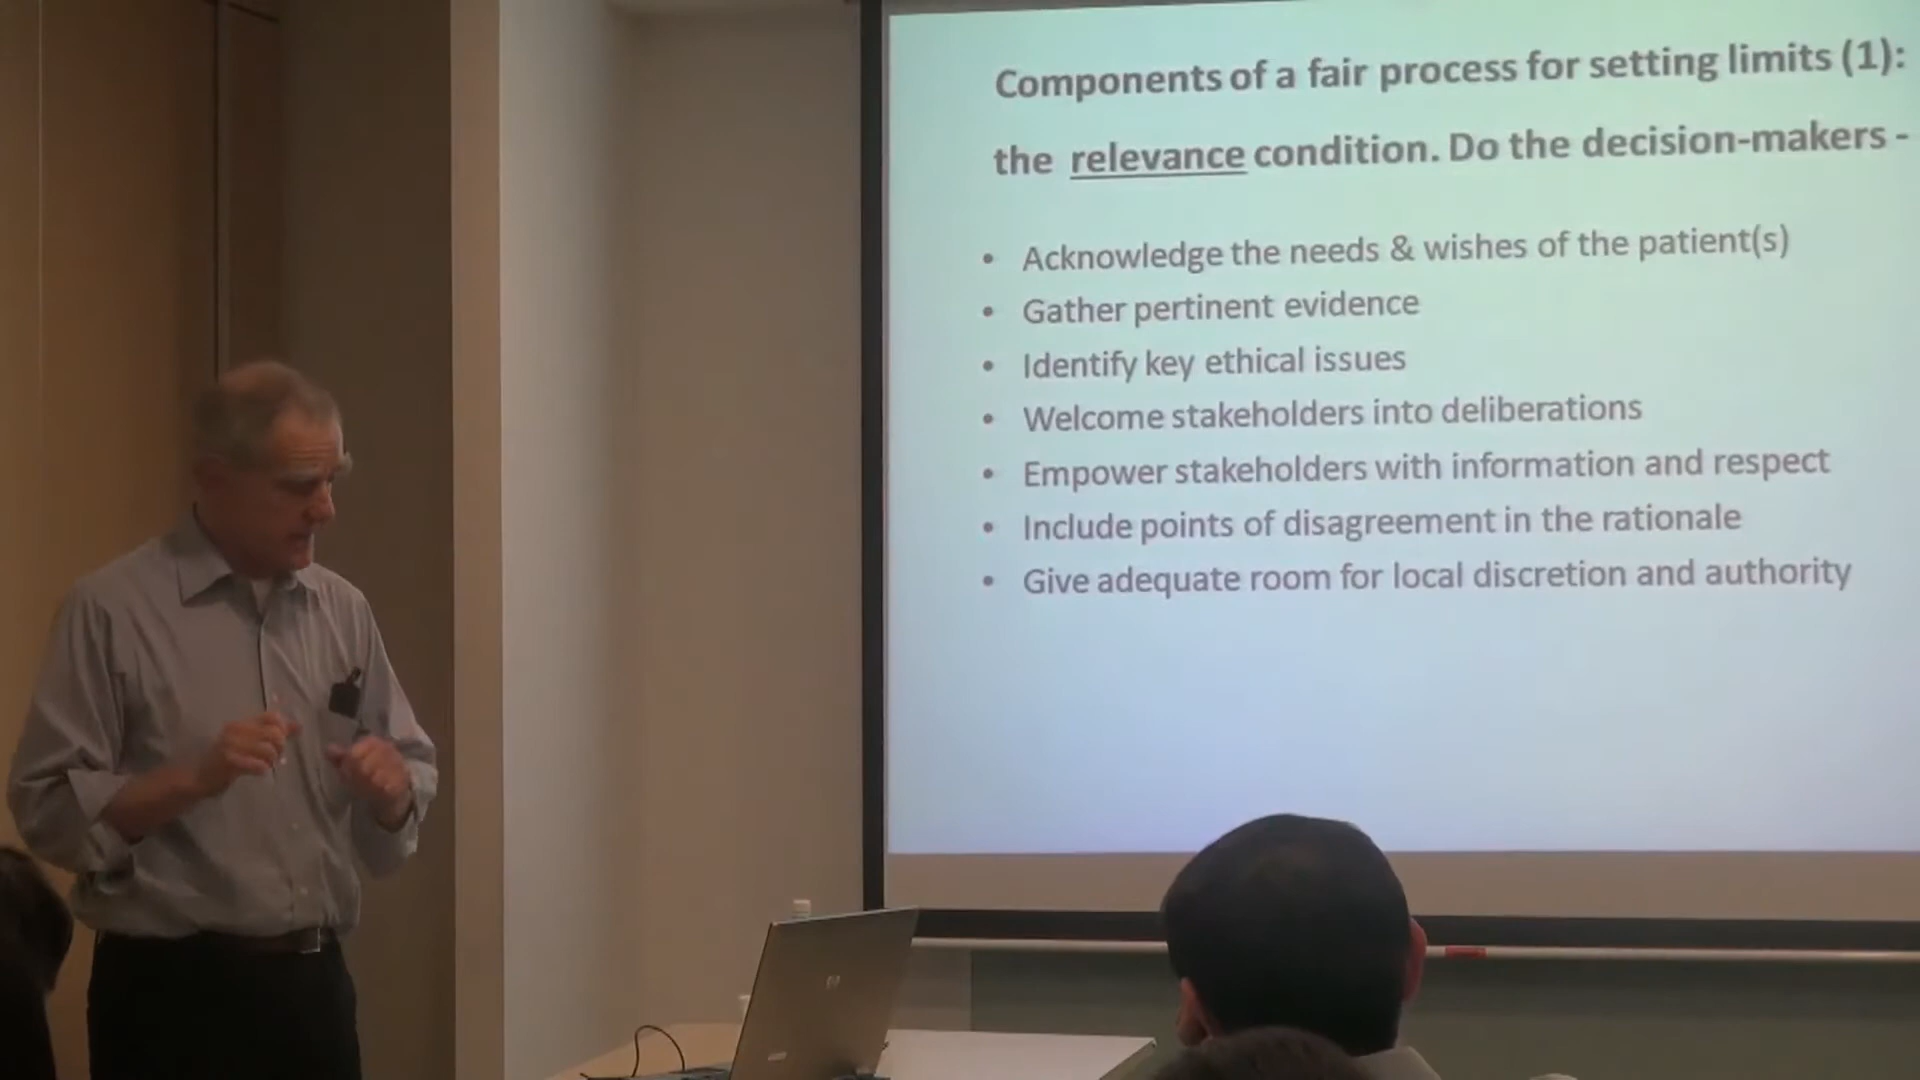 Components of a fair process for setting limits (1):
the relevance condition. Do the decision-makers -
• Acknowledge the needs & wishes of the patient(s)
• Gather pertinent evidence
• Identify key ethical issues
• Welcome stakeholders into deliberations
• Empower stakeholders with information and respect
• Include points of disagreement in the rationale
• Give adequate room for local discretion and authority
hp